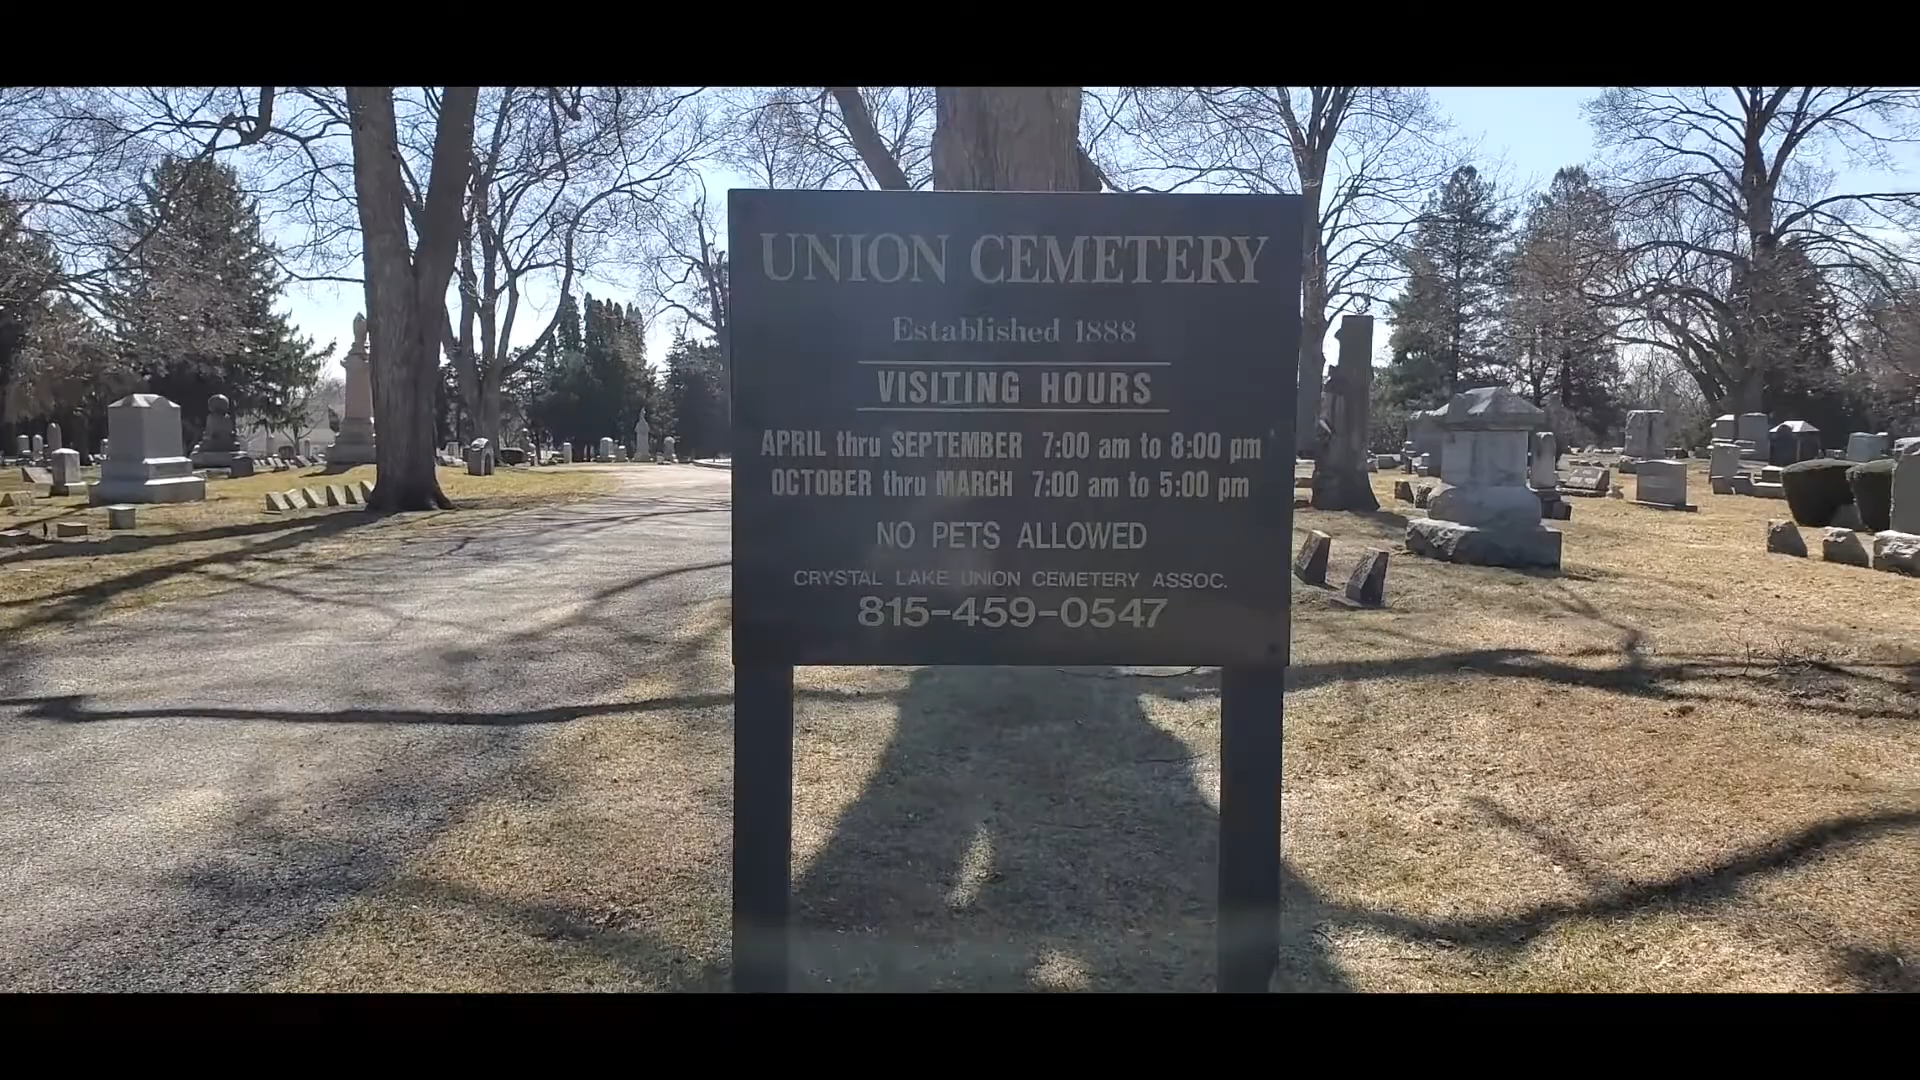 UNION CEMETERY
Established 1888
VISITING HOURS
APRIL thru SEPTEMBER 7:00 am to 8:00 pm
OCTOBER thru MARCH 7:00 am to 5:00 pm
NO PETS ALLOWED
CRYSTAL LAKE UNION CEMETERY ASSOC.
815-459-0547